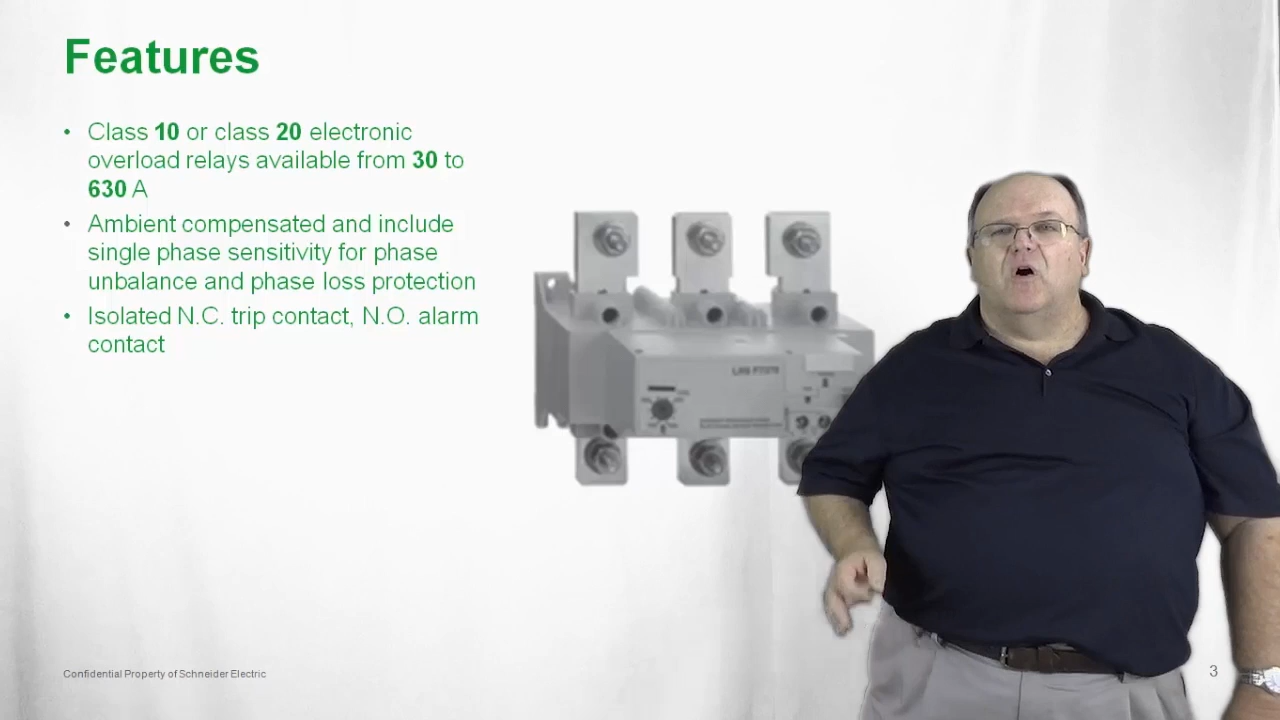 Features
• Class 10 or class 20 electronic
overload relays available from 30 to
630 A
• Ambient compensated and include
single phase sensitivity for phase
unbalance and phase loss protection
• Isolated N.C. trip contact, N.O. alarm
contact
Confidential Property of Schneider Electric
3